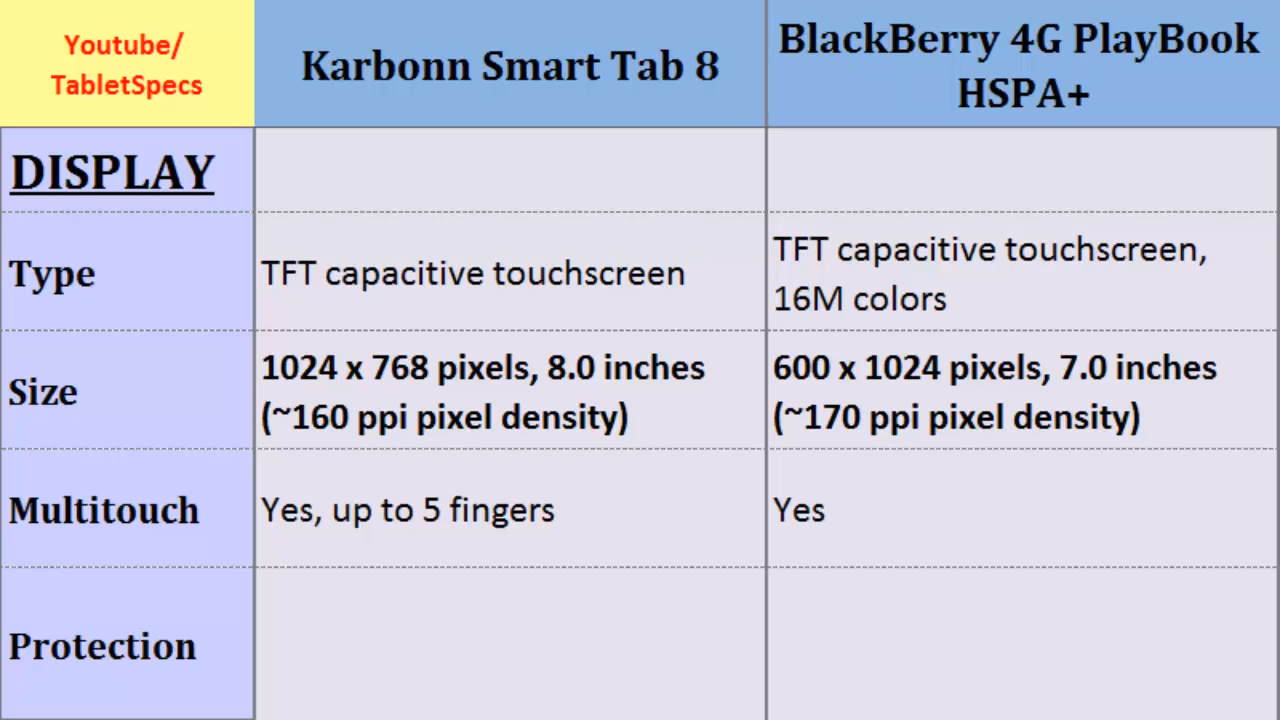 Youtube/
TabletSpecs
Karbonn Smart Tab 8
BlackBerry 4G PlayBook
HSPA+
DISPLAY
Type
TFT capacitive touchscreen
TFT capacitive touchscreen,
16M colors
Size
1024 x 768 pixels, 8.0 inches
(~160 ppi pixel density)
600 x 1024 pixels, 7.0 inches
(~170 ppi pixel density)
Multitouch
Yes, up to 5 fingers
Yes
Protection